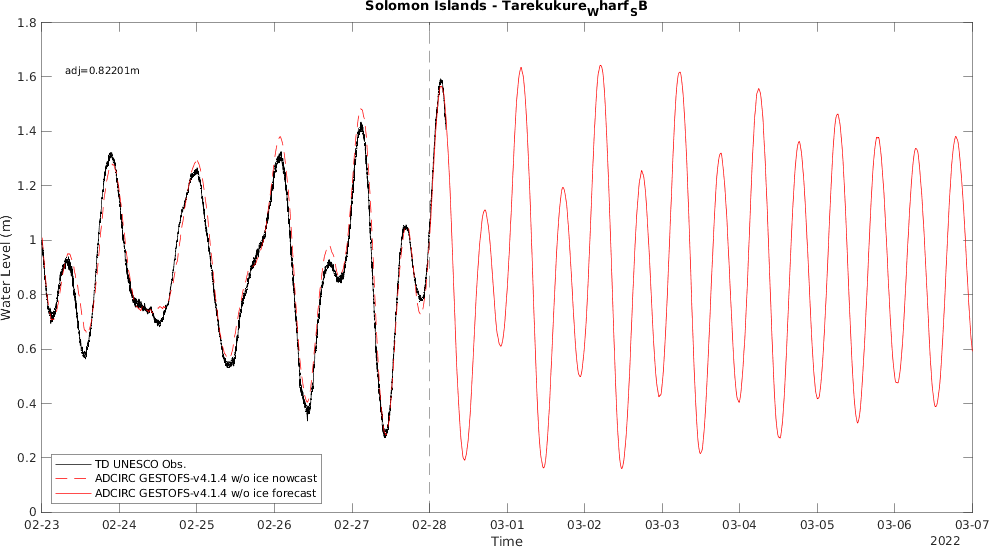 Solomon Islands - TarekukureWharfSB
1.8
1.6
1.4
1.2
1
0.8
0.6
0.4
0.2
0
Water Level (m)
adj=0.82201m
TD UNESCO Obs.
ADCIRC GESTOFS-v4.1.4 w/o ice nowcast
ADCIRC GESTOFS-v4.1.4 w/o ice forecast
02-23 02-24 02-25 02-26 02-27 02-28 03-01 03-02 03-03 03-04 03-05 03-06 03-07
Time
2022